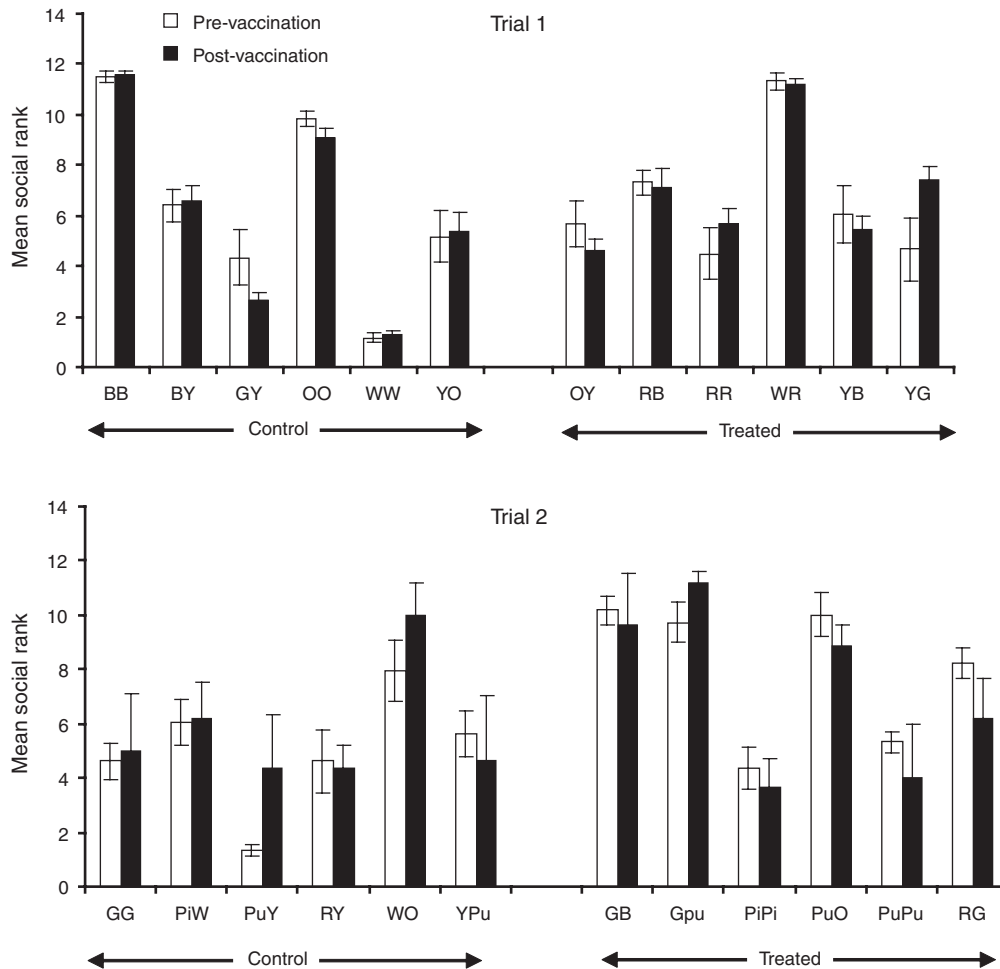 14
12
10
8
6
4
2
0
Mean social rank
Pre-vaccination
Post-vaccination
Trial 1
BB BY GY OO WW YO OY RB RR WR YB YG
Control Treated
14
12
10
8
6
4
2
0
Mean social rank
Trial 2
GG PiW PuY RY WO YPu GB Gpu PiPi PuO PuPu RG
Control Treated